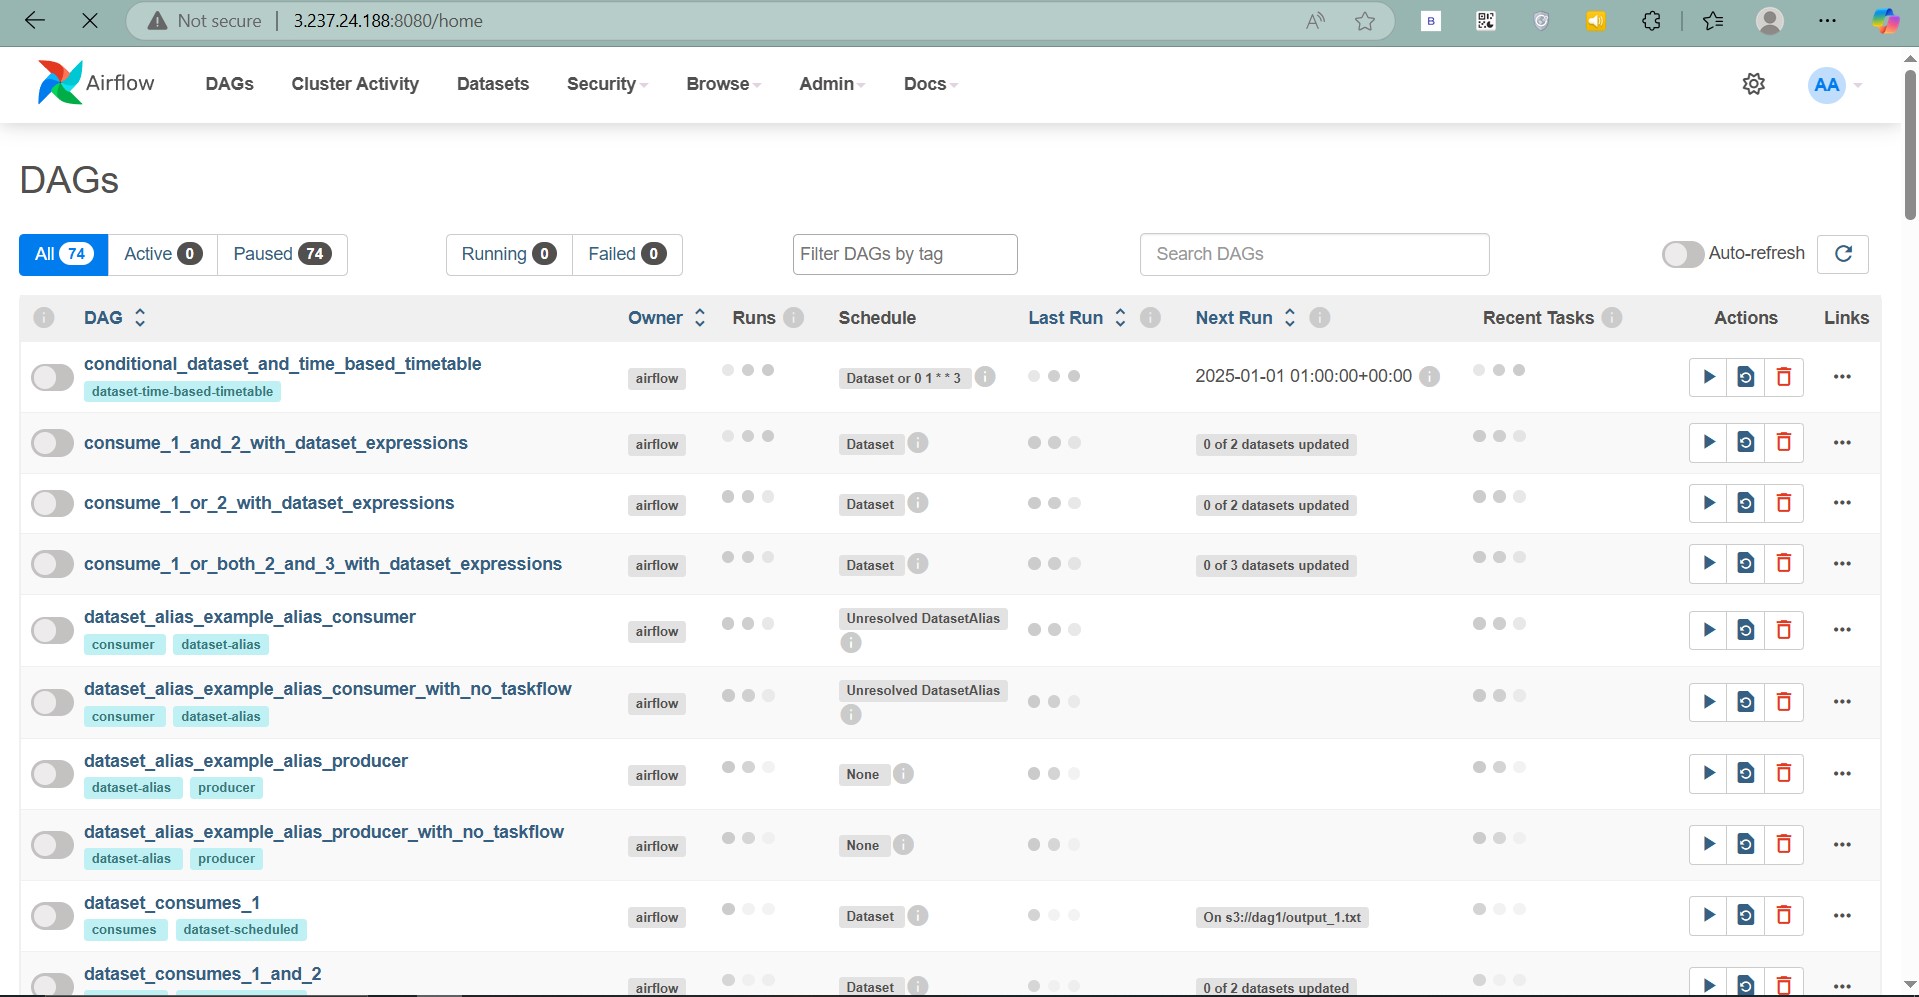 Not secure 3.237.24.188:8080/home
B
Airflow DAGs Cluster Activity Datasets Security Browse Admin Docs AA
DAGs
All 74 Active 0 Paused 74 Running 0 Failed 0 Filter DAGs by tag Search DAGs Auto-refresh
DAG Owner Runs Schedule Last Run Next Run Recent Tasks Actions Links
conditional_dataset_and_time_based_timetable airflow Dataset or 0 1 * * 3 2025-01-01 01:00:00+00:00
dataset-time-based-timetable
consume_1_and_2_with_dataset_expressions airflow Dataset 0 of 2 datasets updated
consume_1_or_2_with_dataset_expressions airflow Dataset 0 of 2 datasets updated
consume_1_or_both_2_and_3_with_dataset_expressions airflow Dataset 0 of 3 datasets updated
dataset_alias_example_alias_consumer airflow Unresolved DatasetAlias
consumer dataset-alias
dataset_alias_example_alias_consumer_with_no_taskflow airflow Unresolved DatasetAlias
consumer dataset-alias
dataset_alias_example_alias_producer airflow None
dataset-alias producer
dataset_alias_example_alias_producer_with_no_taskflow airflow None
dataset-alias producer
dataset_consumes_1 airflow Dataset On s3://dag1/output_1.txt
consumes dataset-scheduled
dataset_consumes_1_and_2 airflow Dataset 0 of 2 datasets updated